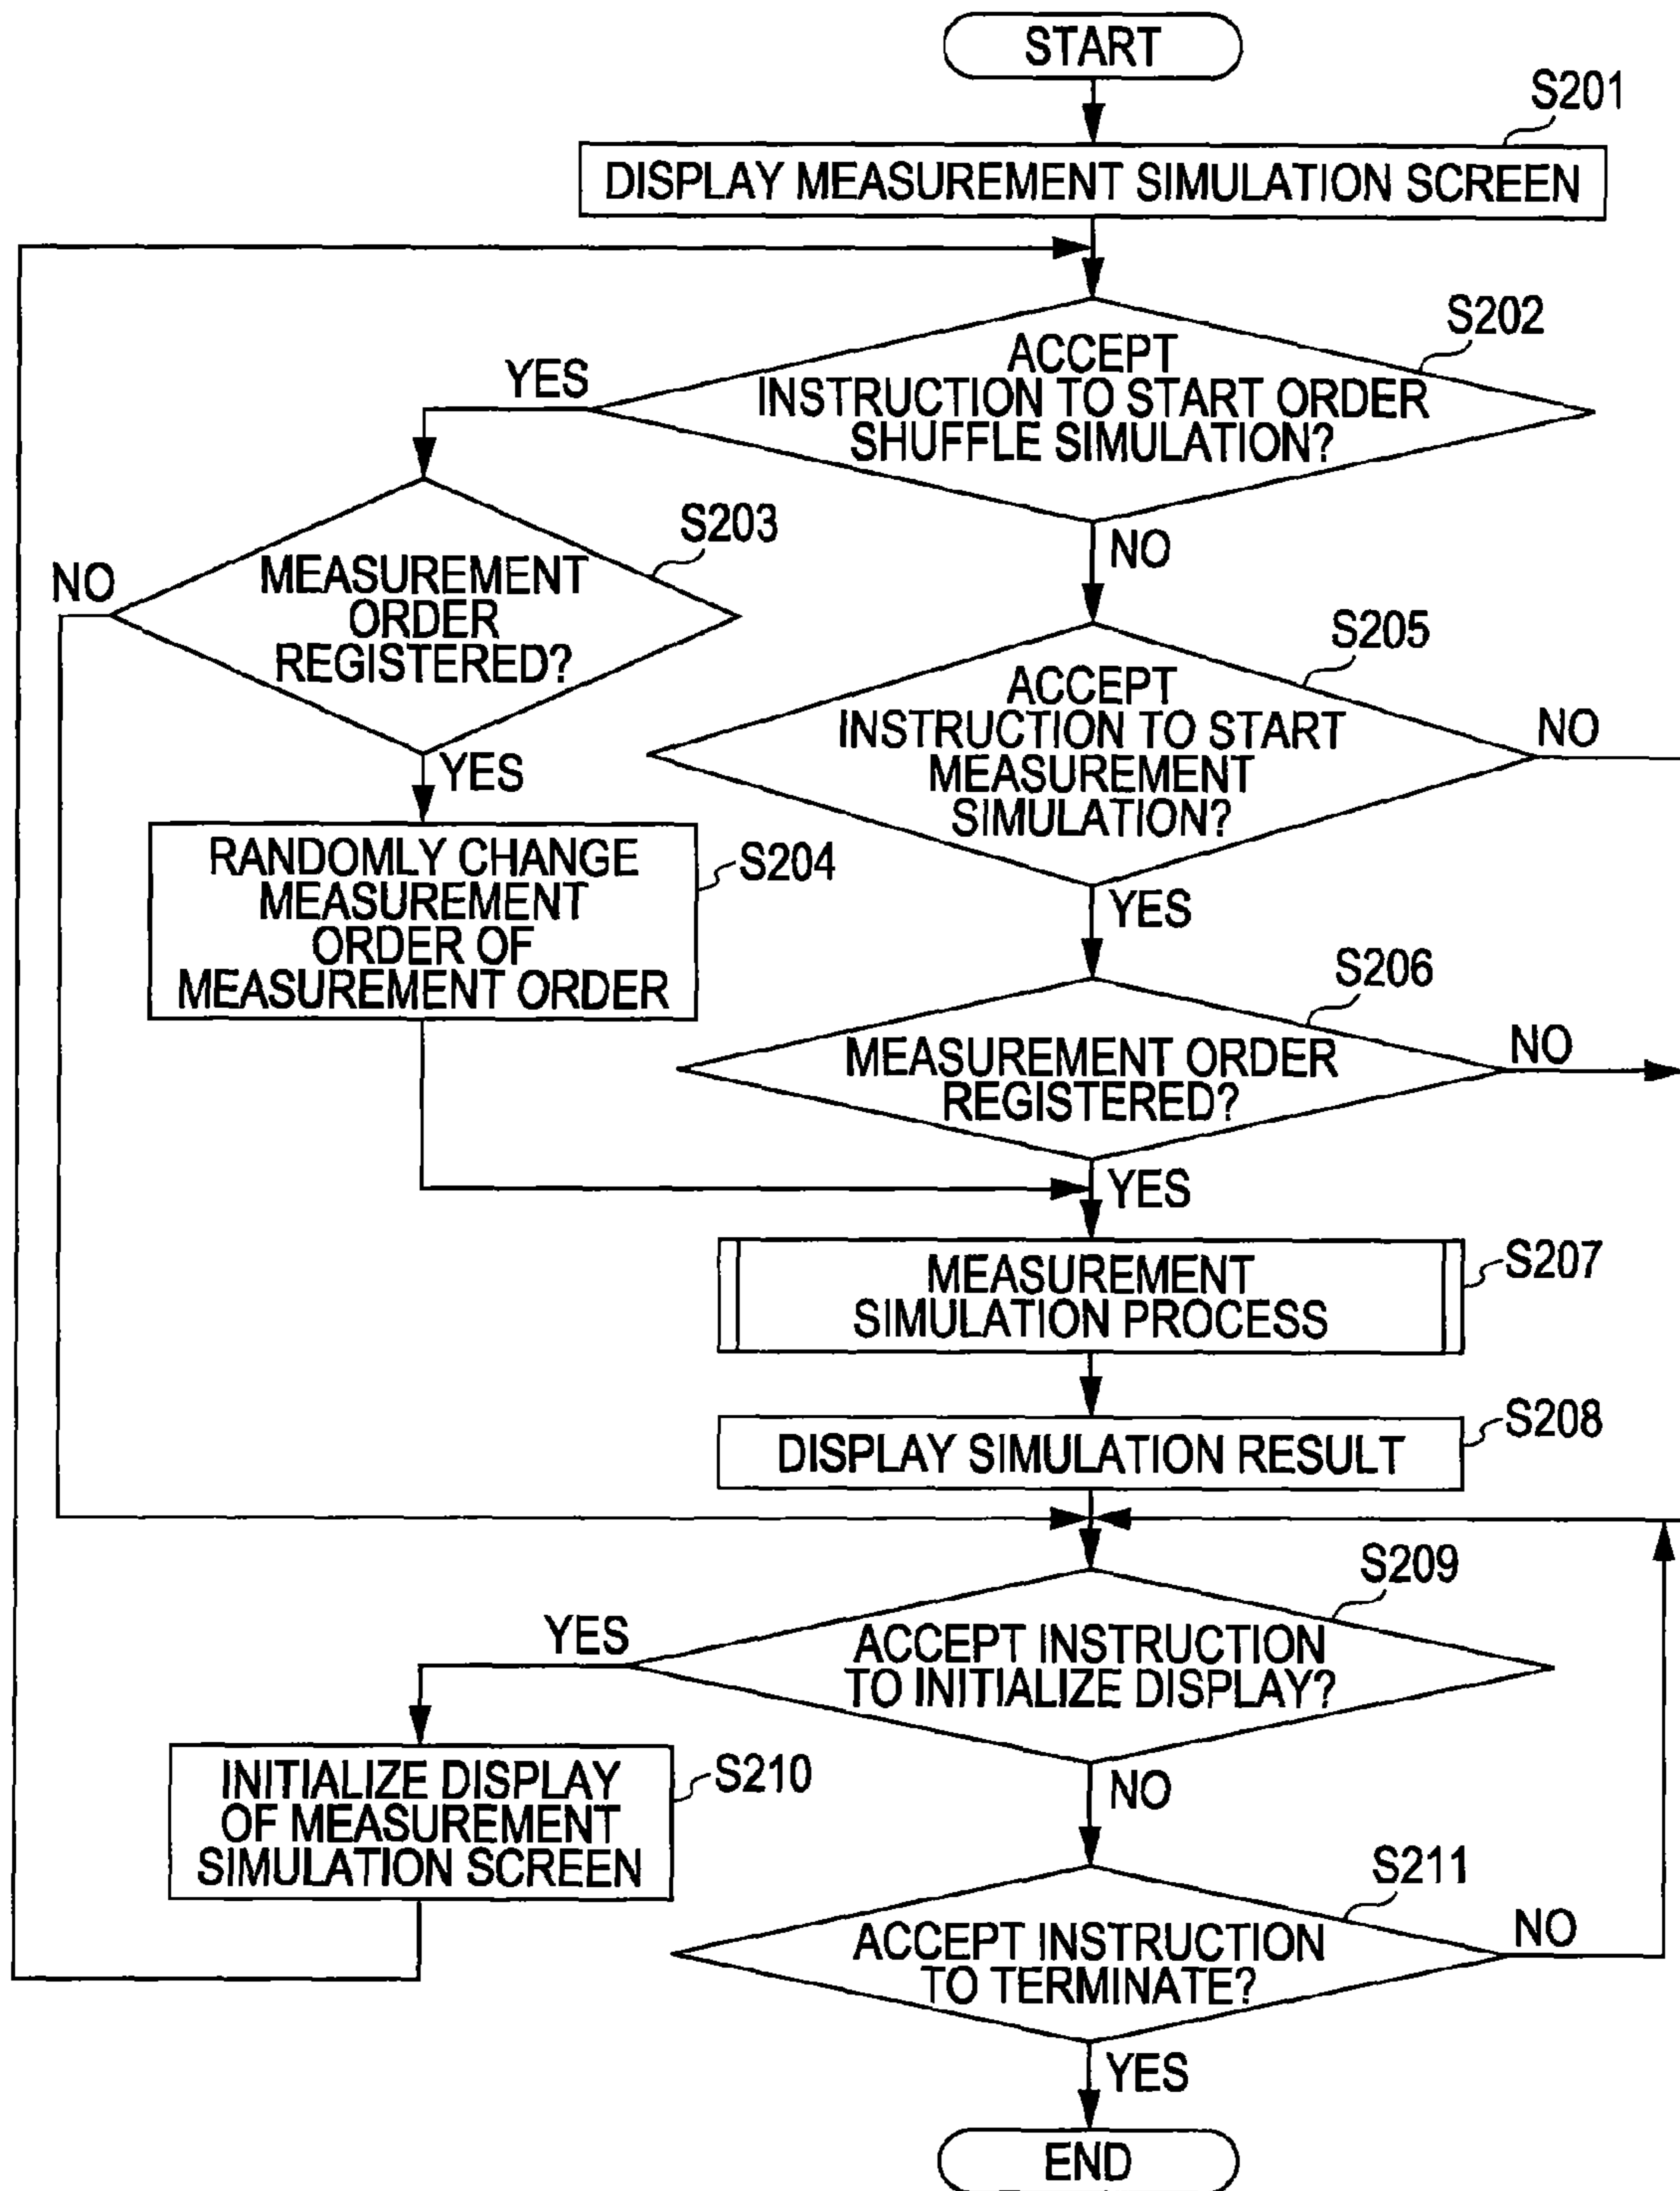 START
S201
DISPLAY MEASUREMENT SIMULATION SCREEN
S202
ACCEPT
INSTRUCTION TO START ORDER
SHUFFLE SIMULATION?
YES
NO
S203
MEASUREMENT
ORDER
REGISTERED?
NO
YES
S204
RANDOMLY CHANGE
MEASUREMENT
ORDER OF
MEASUREMENT ORDER
S205
ACCEPT
INSTRUCTION TO START
MEASUREMENT
SIMULATION?
NO
YES
S206
MEASUREMENT ORDER
REGISTERED?
NO
YES
S207
MEASUREMENT
SIMULATION PROCESS
S208
DISPLAY SIMULATION RESULT
S209
ACCEPT INSTRUCTION
TO INITIALIZE DISPLAY?
YES
NO
S210
INITIALIZE DISPLAY
OF MEASUREMENT
SIMULATION SCREEN
S211
ACCEPT INSTRUCTION
TO TERMINATE?
NO
YES
END